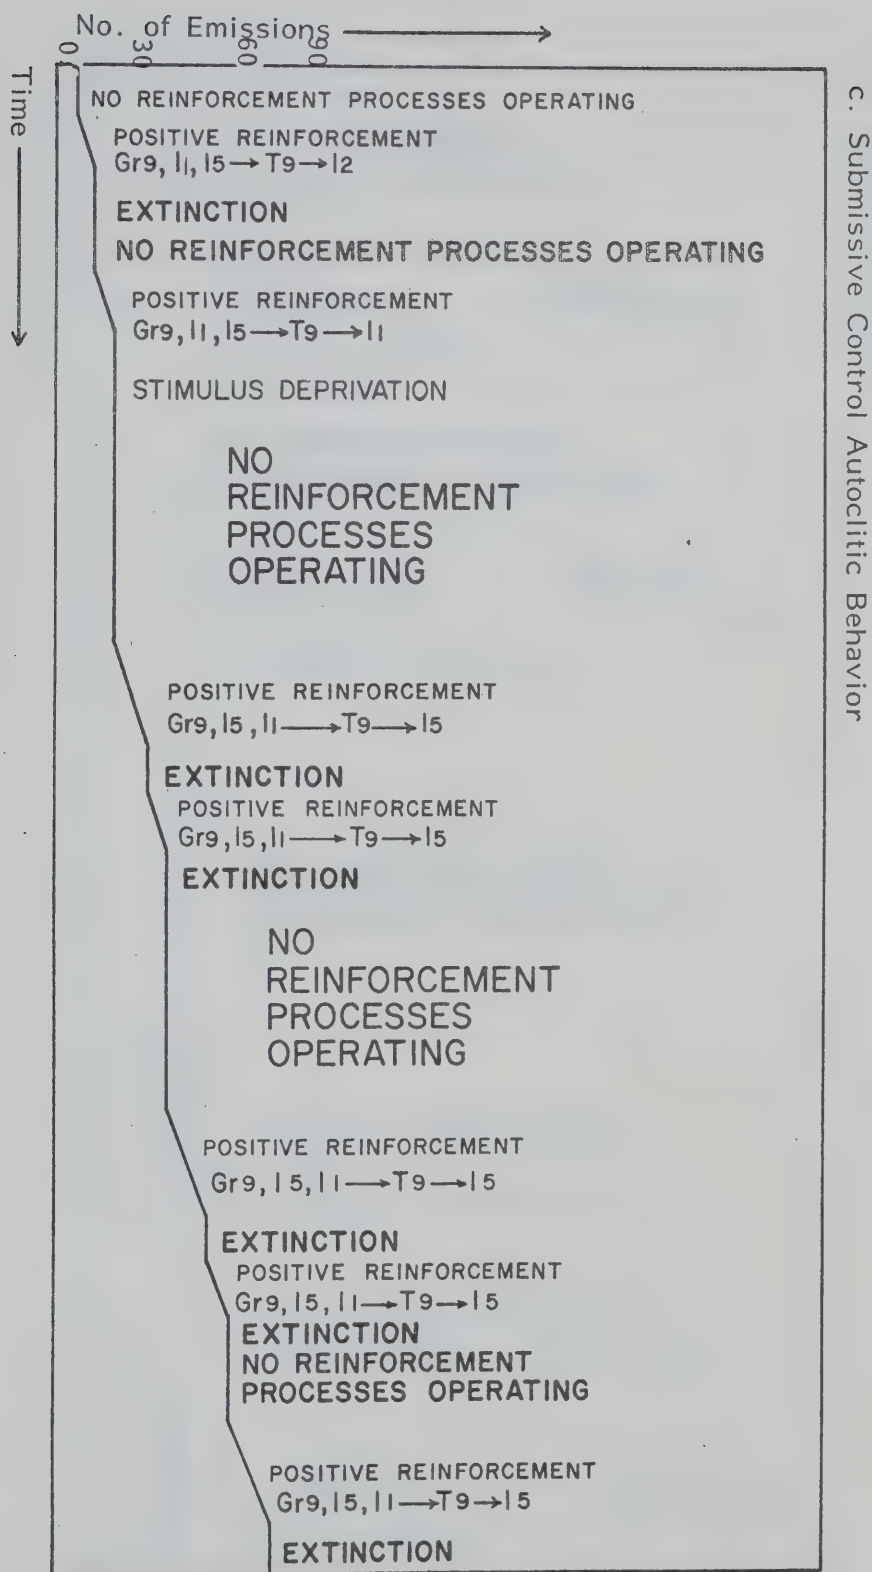 No. of Emissions
0 30 60 90
Time
c. Submissive Control Autoclitic Behavior
NO REINFORCEMENT PROCESSES OPERATING
POSITIVE REINFORCEMENT
Gr9, I1, I5→T9→I2
EXTINCTION
NO REINFORCEMENT PROCESSES OPERATING
POSITIVE REINFORCEMENT
Gr9, I1, I5→T9→I1
STIMULUS DEPRIVATION
NO
REINFORCEMENT
PROCESSES
OPERATING
POSITIVE REINFORCEMENT
Gr9, I5, I1→T9→I5
EXTINCTION
POSITIVE REINFORCEMENT
Gr9, I5, I1→T9→I5
EXTINCTION
NO
REINFORCEMENT
PROCESSES
OPERATING
POSITIVE REINFORCEMENT
Gr9, I5, I1→T9→I5
EXTINCTION
POSITIVE REINFORCEMENT
Gr9, I5, I1→T9→I5
EXTINCTION
NO REINFORCEMENT
PROCESSES OPERATING
POSITIVE REINFORCEMENT
Gr9, I5, I1→T9→I5
EXTINCTION